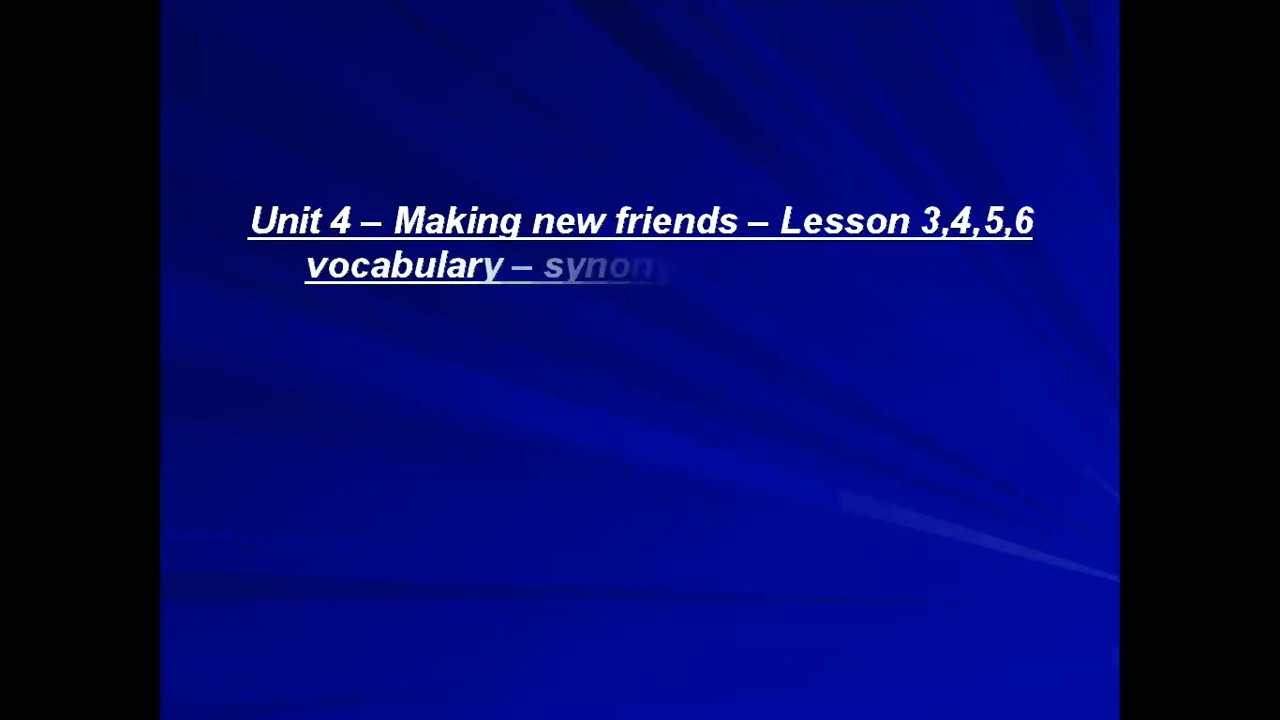 Unit 4 – Making new friends – Lesson 3,4,5,6
vocabulary –